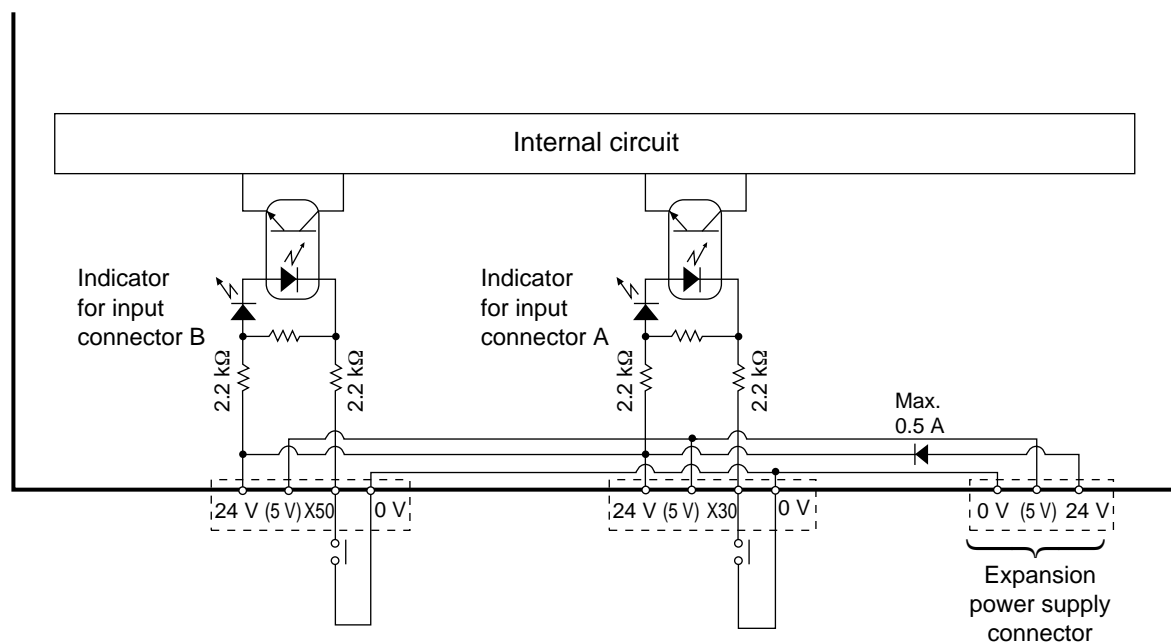 Internal circuit
Indicator
for input
connector B
Indicator
for input
connector A
2.2 kΩ
2.2 kΩ
2.2 kΩ
2.2 kΩ
Max.
0.5 A
24 V (5 V) X50 0 V
24 V (5 V) X30 0 V
0 V (5 V) 24 V
Expansion
power supply
connector